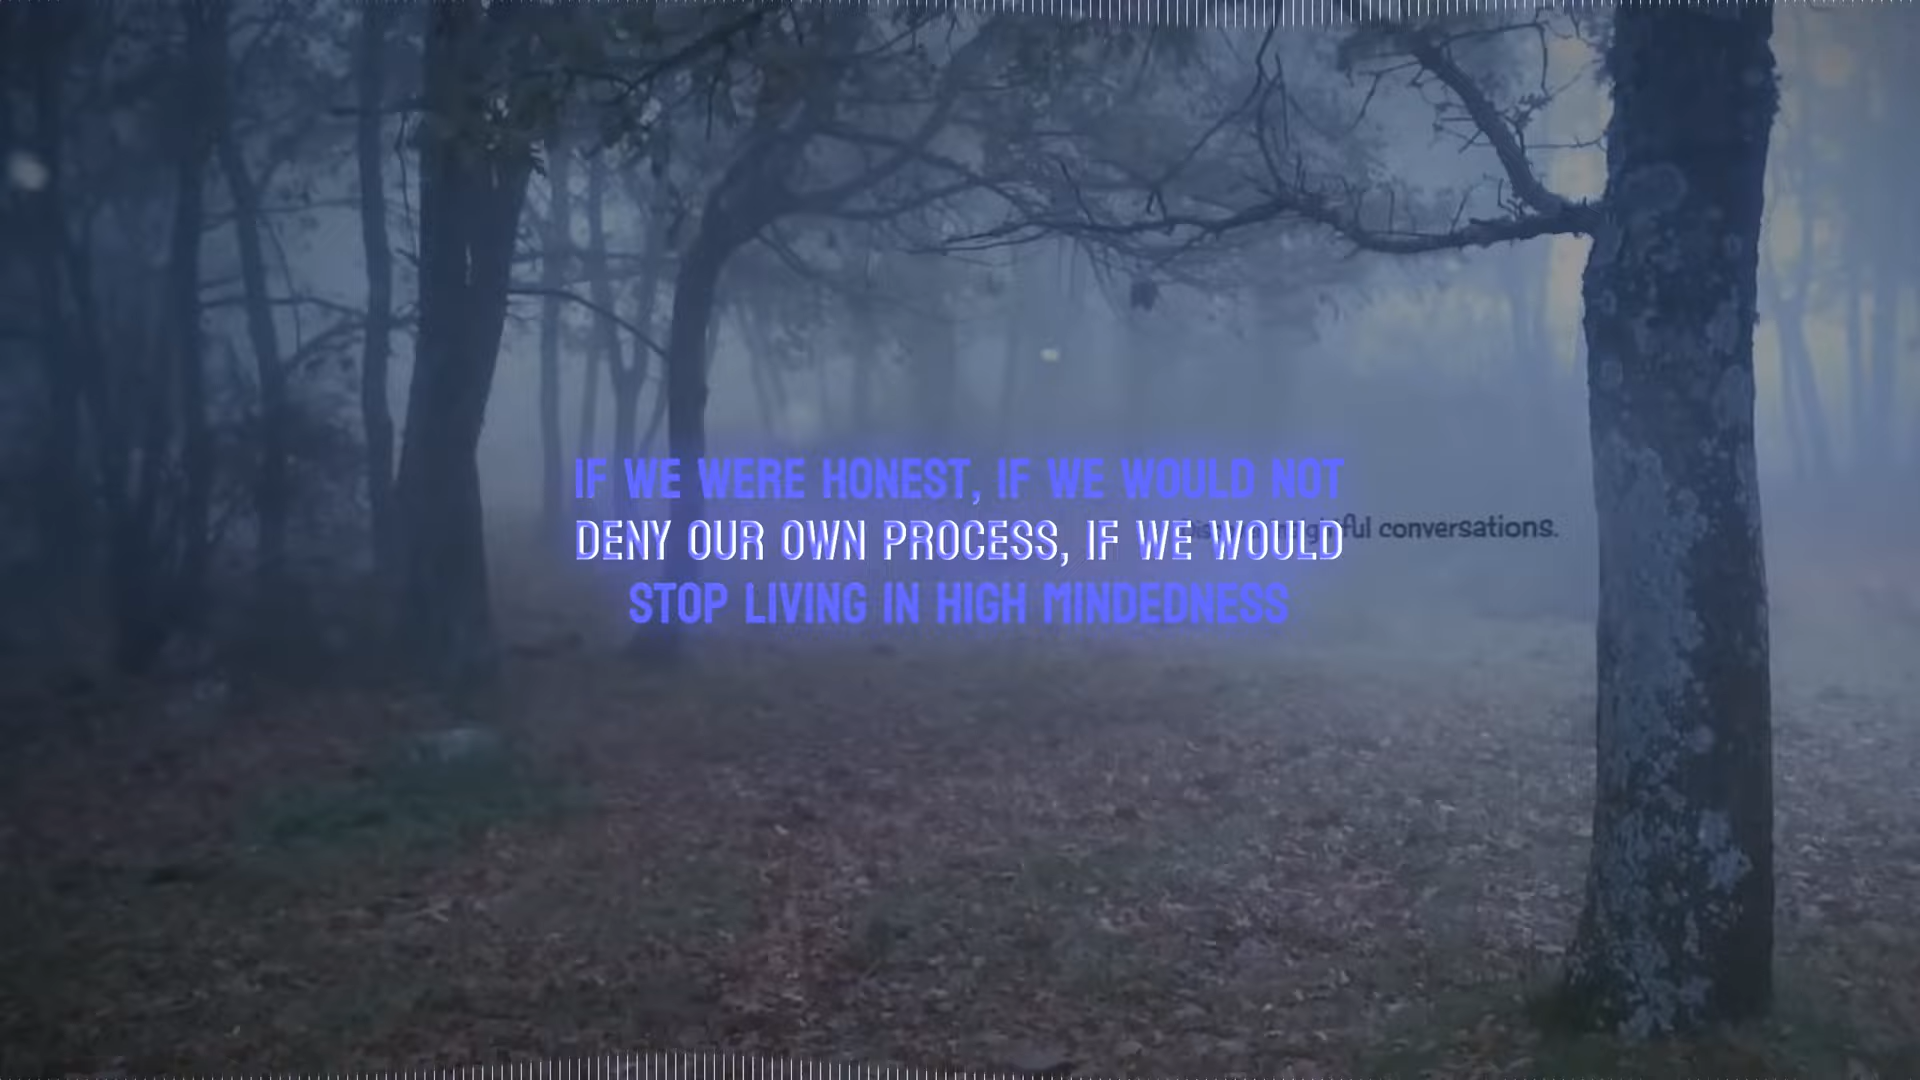 IF WE WERE HONEST, IF WE WOULD NOT
DENY OUR OWN PROCESS, IF WE WOULD
STOP LIVING IN HIGH MINDEDNESS
conversations.